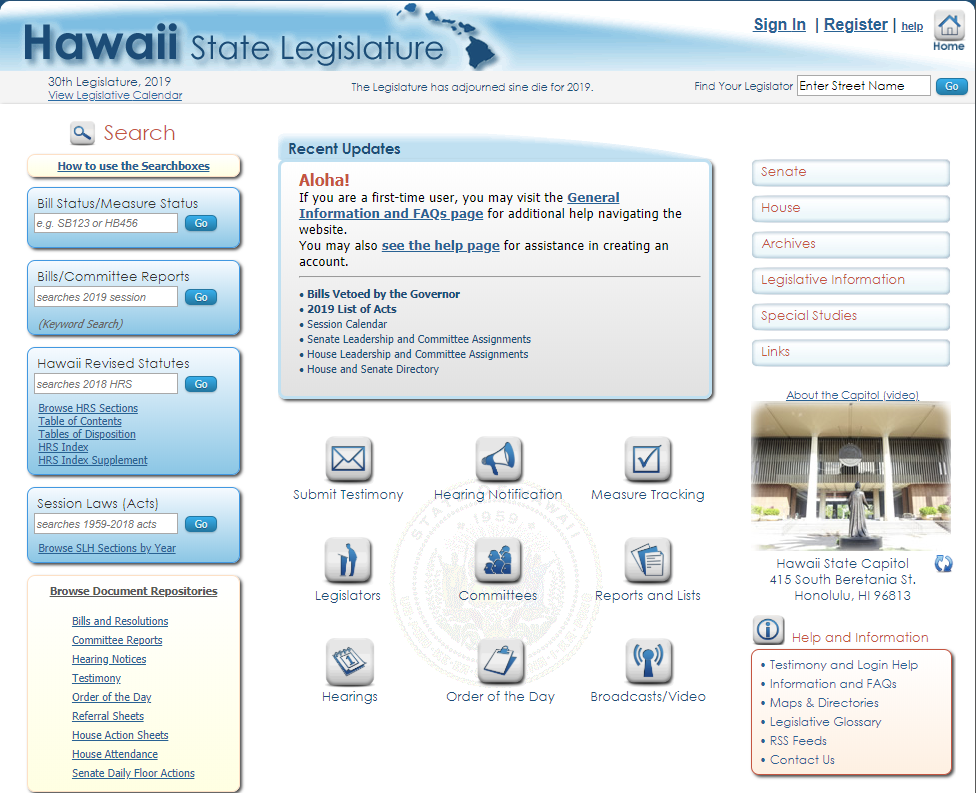 Hawaii State Legislature
Sign In | Register | help
Home
30th Legislature, 2019
View Legislative Calendar
The Legislature has adjourned sine die for 2019.
Find Your Legislator Enter Street Name Go
Search
How to use the Searchboxes
Bill Status/Measure Status
e.g. SB123 or HB456 Go
Bills/Committee Reports
searches 2019 session Go
(Keyword Search)
Hawaii Revised Statutes
searches 2018 HRS Go
Browse HRS Sections
Table of Contents
Tables of Disposition
HRS Index
HRS Index Supplement
Session Laws (Acts)
searches 1959-2018 acts Go
Browse SLH Sections by Year
Browse Document Repositories
Bills and Resolutions
Committee Reports
Hearing Notices
Testimony
Order of the Day
Referral Sheets
House Action Sheets
House Attendance
Senate Daily Floor Actions
Recent Updates
Aloha!
If you are a first-time user, you may visit the General
Information and FAQs page for additional help navigating the
website.
You may also see the help page for assistance in creating an
account.
• Bills Vetoed by the Governor
• 2019 List of Acts
• Session Calendar
• Senate Leadership and Committee Assignments
• House Leadership and Committee Assignments
• House and Senate Directory
Submit Testimony
Hearing Notification
Measure Tracking
STATE OF HAWAII
1959
Legislators
Committees
Reports and Lists
1
Hearings
Order of the Day
Broadcasts/Video
Senate
House
Archives
Legislative Information
Special Studies
Links
About the Capitol (video)
Hawaii State Capitol
415 South Beretania St.
Honolulu, HI 96813
Help and Information
• Testimony and Login Help
• Information and FAQs
• Maps & Directories
• Legislative Glossary
• RSS Feeds
• Contact Us